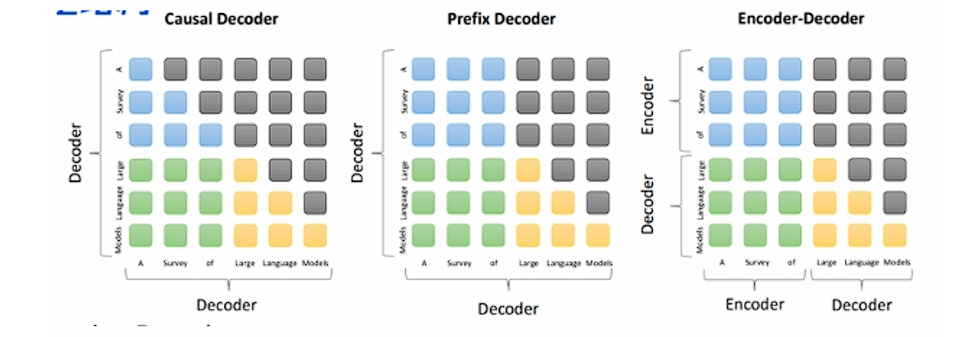 Causal Decoder
Prefix Decoder
Encoder-Decoder
Decoder
A
Survey
of
Large
Language
Models
A Survey of Large Language Models
Decoder
Decoder
A
Survey
of
Large
Language
Models
A Survey of Large Language Models
Decoder
Encoder
Decoder
A
Survey
of
Large
Language
Models
A Survey of Large Language Models
Encoder
Decoder